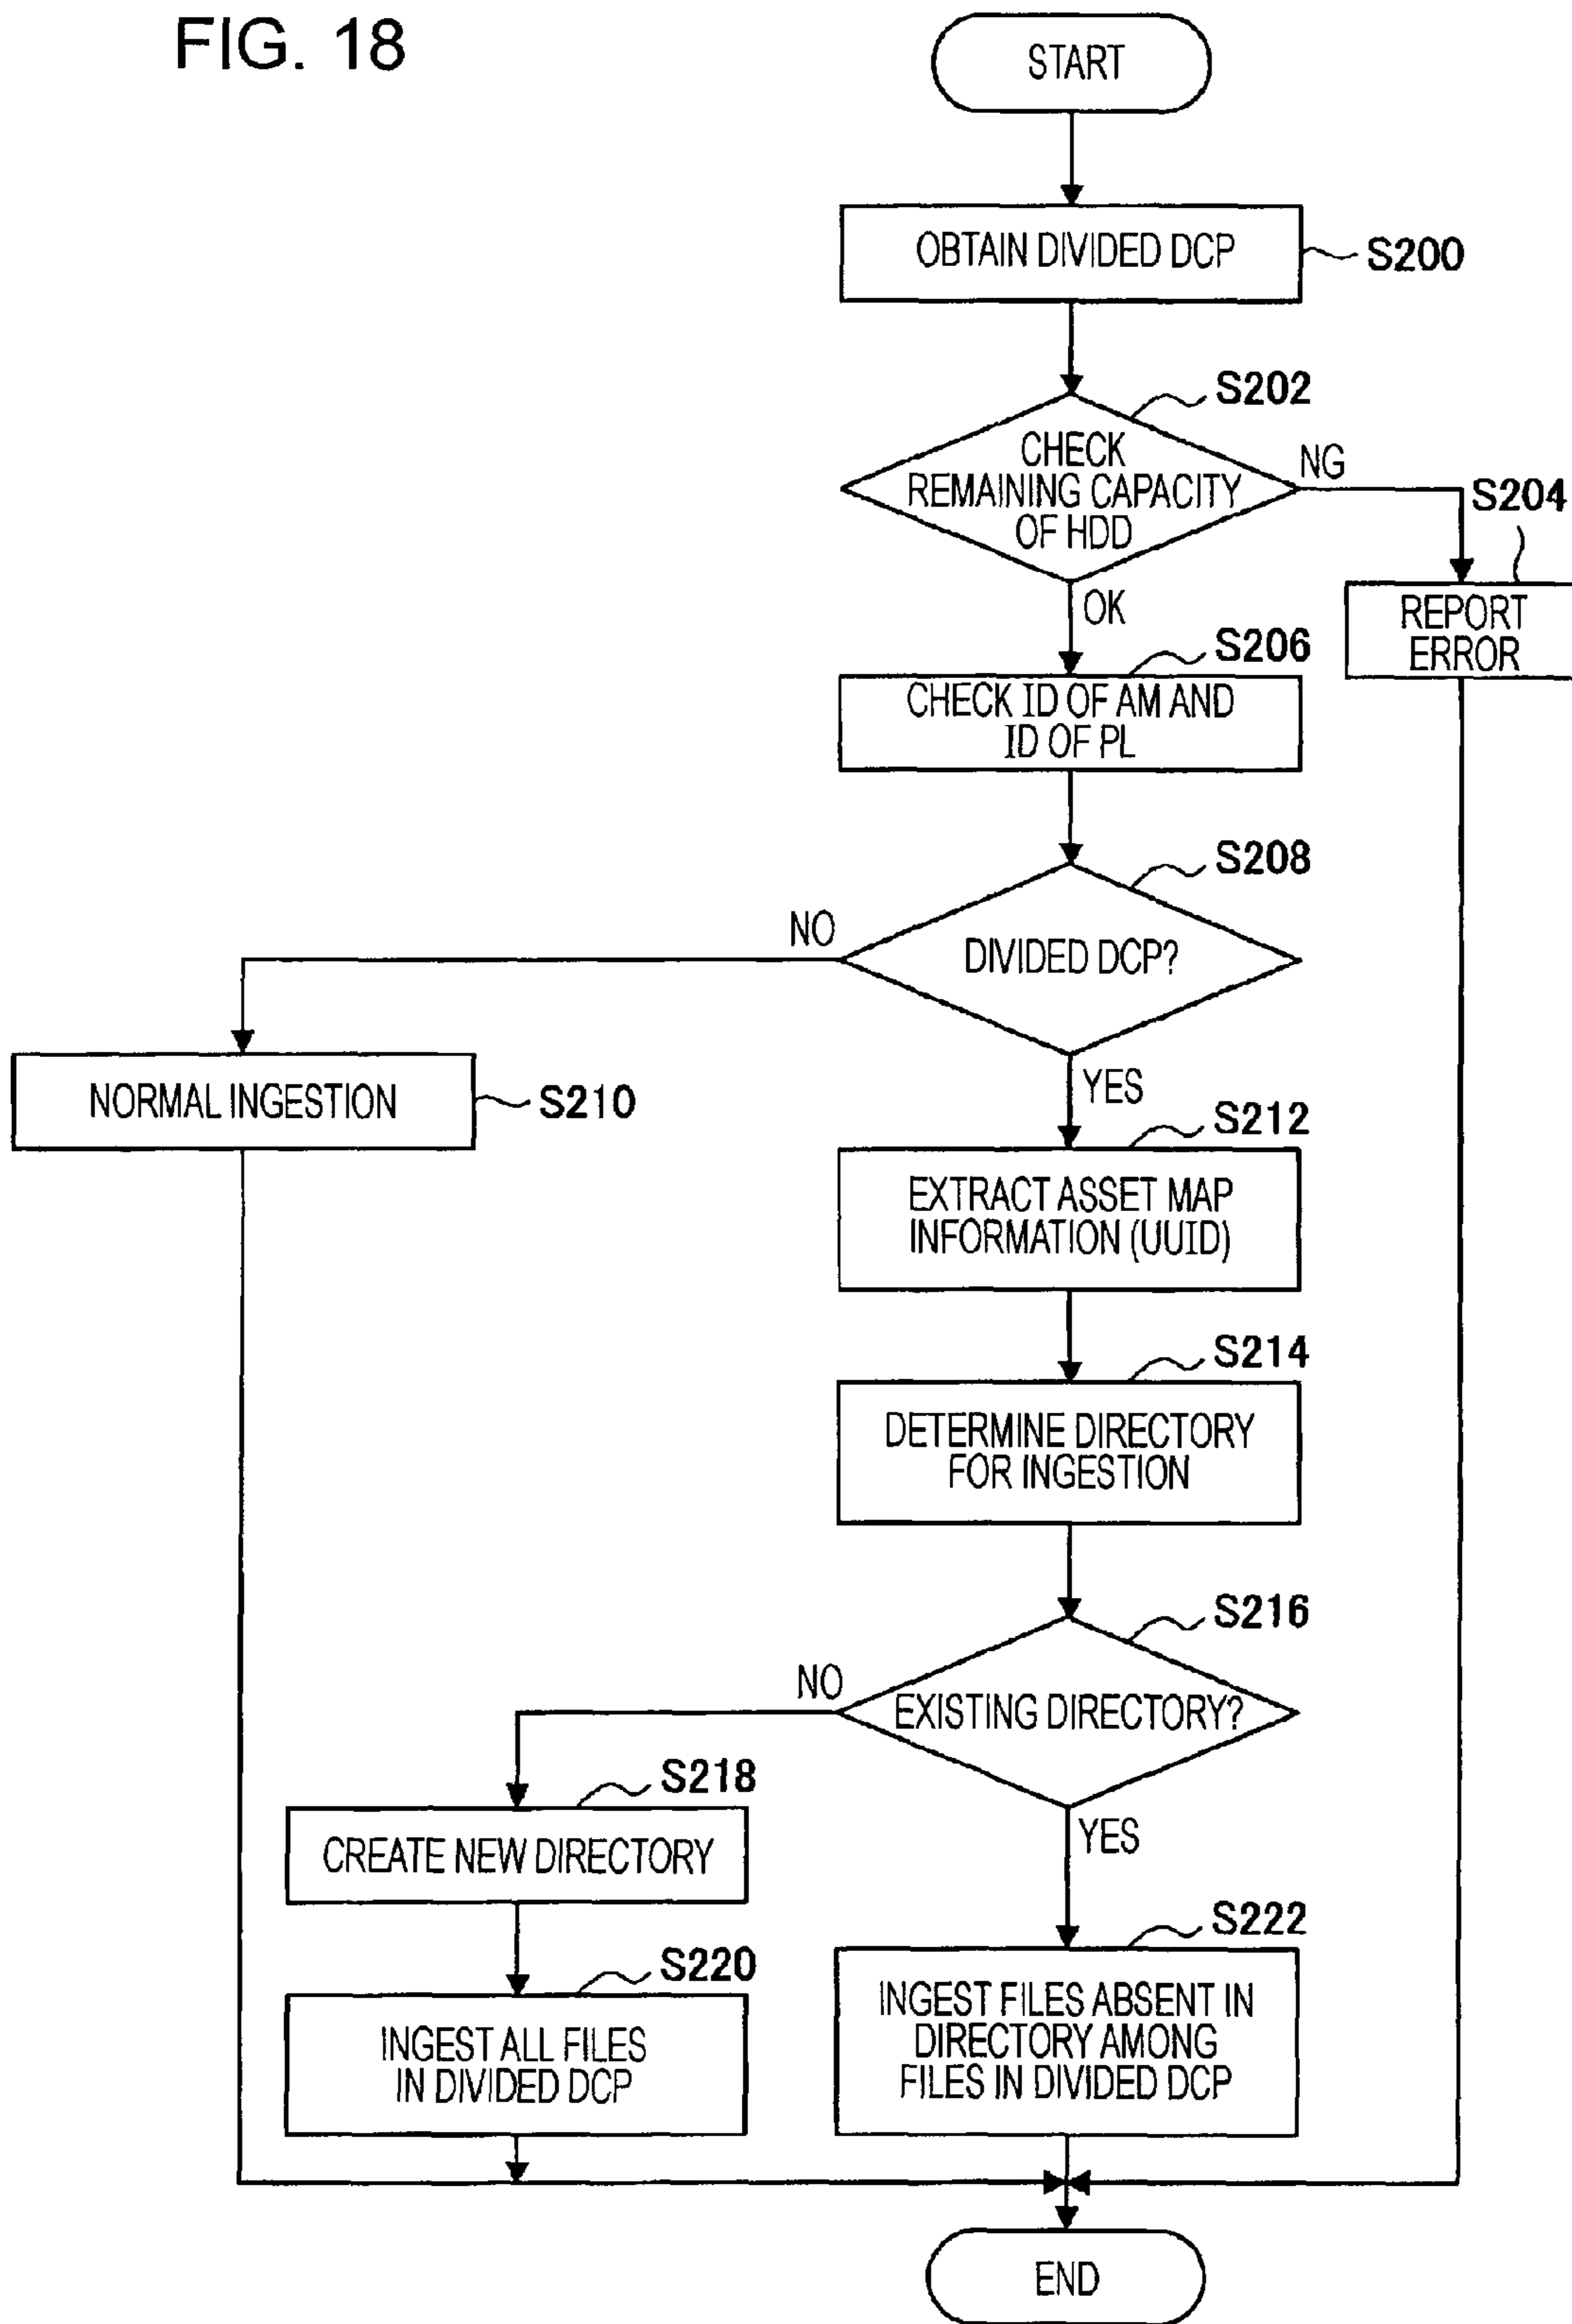 FIG. 18
START
OBTAIN DIVIDED DCP
S200
S202
CHECK
REMAINING CAPACITY
OF HDD
NG
S204
REPORT
ERROR
OK
S206
CHECK ID OF AM AND
ID OF PL
S208
DIVIDED DCP?
NO
NORMAL INGESTION
S210
YES
S212
EXTRACT ASSET MAP
INFORMATION (UUID)
S214
DETERMINE DIRECTORY
FOR INGESTION
S216
EXISTING DIRECTORY?
NO
S218
CREATE NEW DIRECTORY
YES
S220
INGEST ALL FILES
IN DIVIDED DCP
S222
INGEST FILES ABSENT IN
DIRECTORY AMONG
FILES IN DIVIDED DCP
END